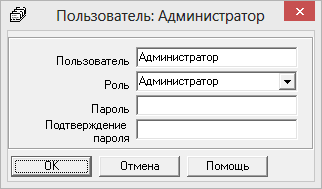 Пользователь: Администратор
Пользователь Администратор
Роль Администратор
Пароль
Подтверждение
пароля
OK Отмена Помощь